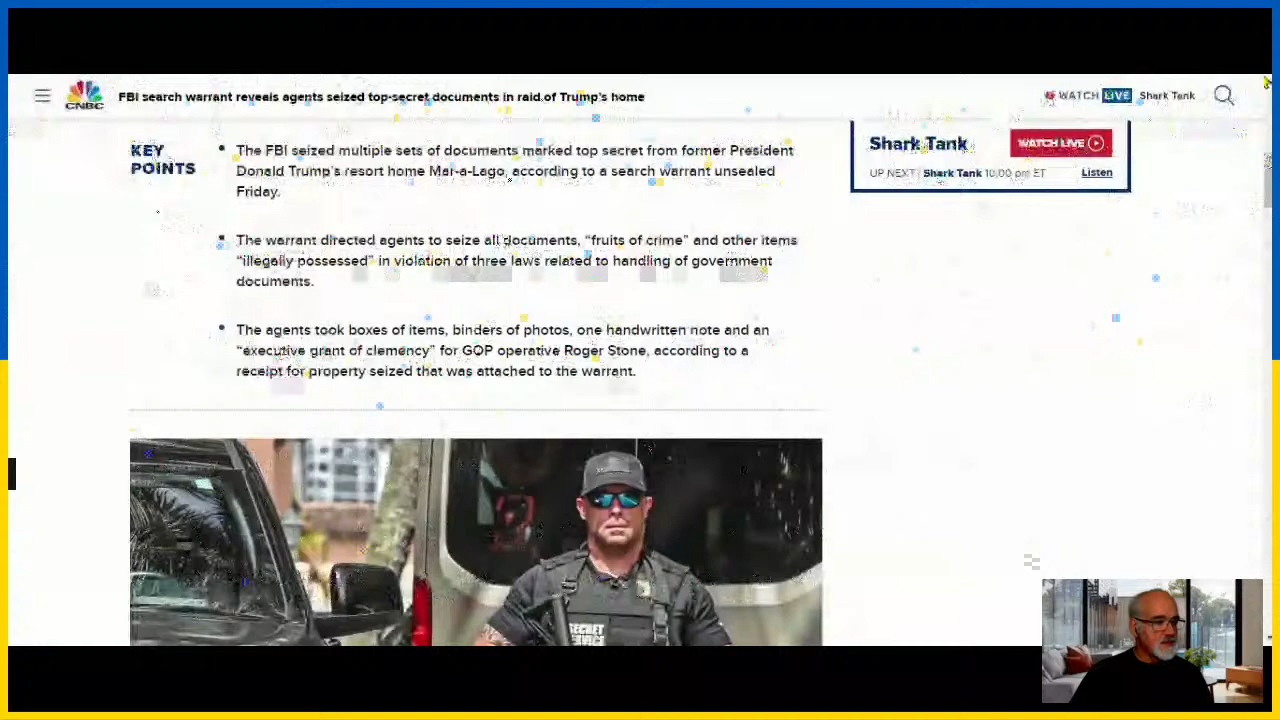 CNBC
FBI search warrant reveals agents seized top-secret documents in raid of Trump's home
WATCH LIVE Shark Tank
KEY
POINTS
• The FBI seized multiple sets of documents marked top secret from former President
Donald Trump's resort home Mar-a-Lago, according to a search warrant unsealed
Friday.
• The warrant directed agents to seize all documents, “fruits of crime” and other items
“illegally possessed” in violation of three laws related to handling of government
documents.
• The agents took boxes of items, binders of photos, one handwritten note and an
“executive grant of clemency” for GOP operative Roger Stone, according to a
receipt for property seized that was attached to the warrant.
Shark Tank
WATCH LIVE
UP NEXT | Shark Tank 10:00 pm ET
Listen
SECRET
SERVICE